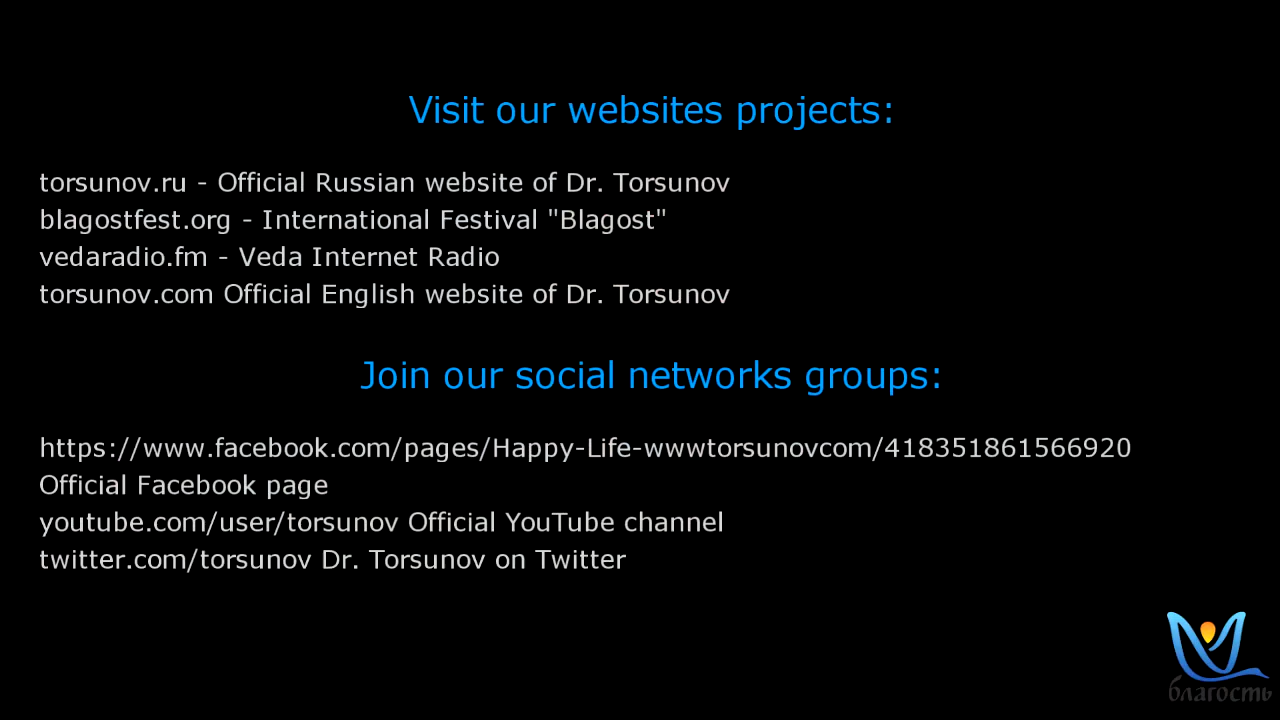 Visit our websites projects:
torsunov.ru - Official Russian website of Dr. Torsunov
blagostfest.org - International Festival "Blagost"
vedaradio.fm - Veda Internet Radio
torsunov.com Official English website of Dr. Torsunov
Join our social networks groups:
https://www.facebook.com/pages/Happy-Life-wwwtorsunovcom/418351861566920
Official Facebook page
youtube.com/user/torsunov Official YouTube channel
twitter.com/torsunov Dr. Torsunov on Twitter
благость